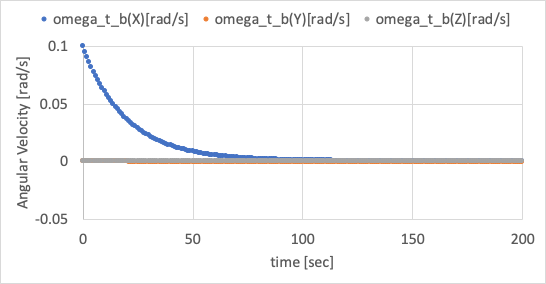 omega_t_b(X)[rad/s] omega_t_b(Y)[rad/s] omega_t_b(Z)[rad/s]
0.1
0.05
0
-0.05
Angular Velocity [rad/s]
0 50 100 150 200
time [sec]